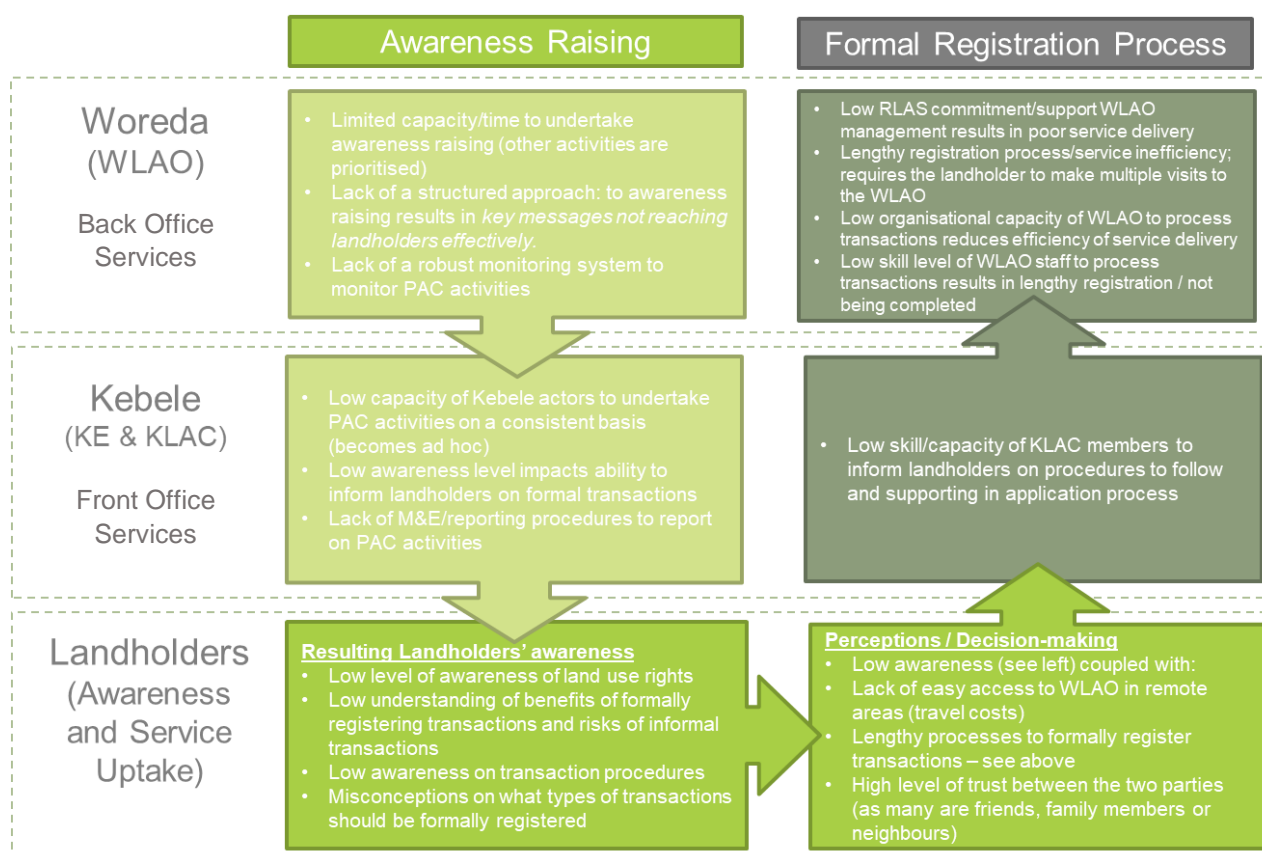 Awareness Raising
Formal Registration Process
Woreda
(WLAO)
Back Office
Services
• Limited capacity/time to undertake
awareness raising (other activities are
prioritised)
• Lack of a structured approach: to awareness
raising results in key messages not reaching
landholders effectively.
• Lack of a robust monitoring system to
monitor PAC activities
• Low RLAS commitment/support WLAO
management results in poor service delivery
• Lengthy registration process/service inefficiency;
requires the landholder to make multiple visits to
the WLAO
• Low organisational capacity of WLAO to process
transactions reduces efficiency of service delivery
• Low skill level of WLAO staff to process
transactions results in lengthy registration / not
being completed
Kebele
(KE & KLAC)
Front Office
Services
• Low capacity of Kebele actors to undertake
PAC activities on a consistent basis
(becomes ad hoc)
• Low awareness level impacts ability to
inform landholders on formal transactions
• Lack of M&E/reporting procedures to report
on PAC activities
• Low skill/capacity of KLAC members to
inform landholders on procedures to follow
and supporting in application process
Landholders
(Awareness
and Service
Uptake)
Resulting Landholders' awareness
• Low level of awareness of land use rights
• Low understanding of benefits of formally
registering transactions and risks of informal
transactions
• Low awareness on transaction procedures
• Misconceptions on what types of transactions
should be formally registered
Perceptions / Decision-making
• Low awareness (see left) coupled with:
• Lack of easy access to WLAO in remote
areas (travel costs)
• Lengthy processes to formally register
transactions – see above
• High level of trust between the two parties
(as many are friends, family members or
neighbours)